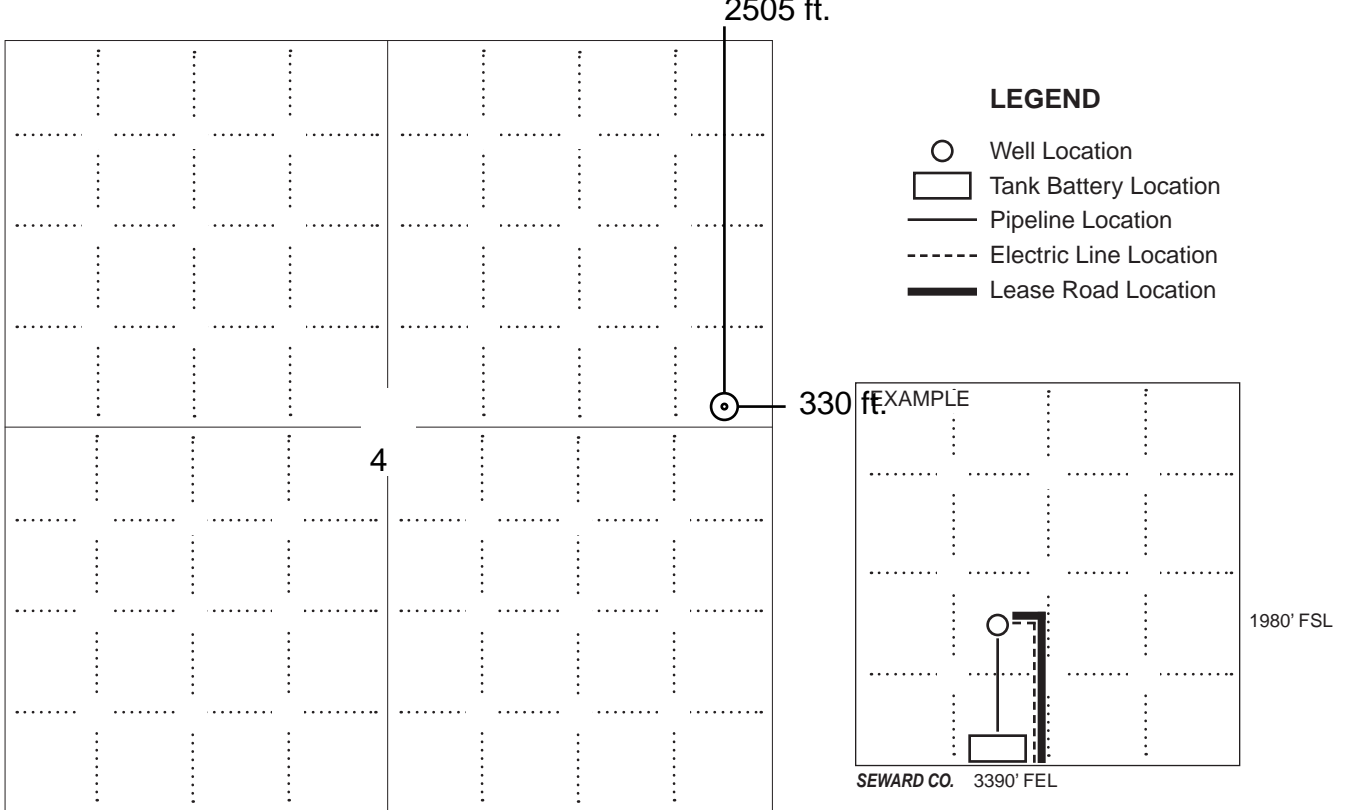 2505 ft.
LEGEND
Well Location
Tank Battery Location
Pipeline Location
Electric Line Location
Lease Road Location
330 ft.
EXAMPLE
4
1980' FSL
SEWARD CO. 3390' FEL